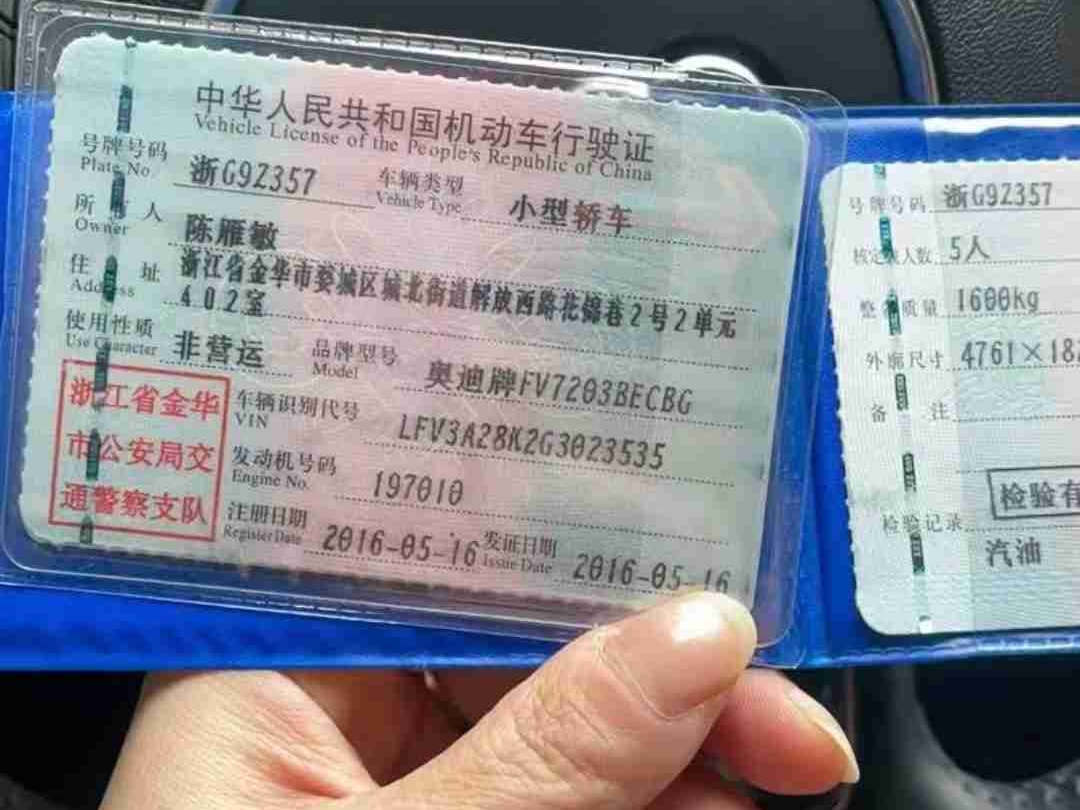 中华人民共和国机动车行驶证
Vehicle License of the People's Republic of China
号牌号码 浙G9Z357 车辆类型 小型轿车
Plate No Vehicle Type
所有人 陈雁敏
Owner
住址 浙江省金华市婺城区城北街道解放西路花锦巷2号2单元
Address 402室
使用性质 非营运 品牌型号 奥迪牌FV7203BECBG
Use Character Model
浙江省金华
市公安局交
通警察支队
车辆识别代号 LFV3A28K2G3023535
VIN
发动机号码 197010
Engine No.
注册日期 2016-05-16 发证日期 2016-05-16
Register Date Issue Date
号牌号码 浙G9Z357
核定载人数 5人
整备质量 1600kg
外廓尺寸 4761×18
备注
检验有
检验记录
汽油